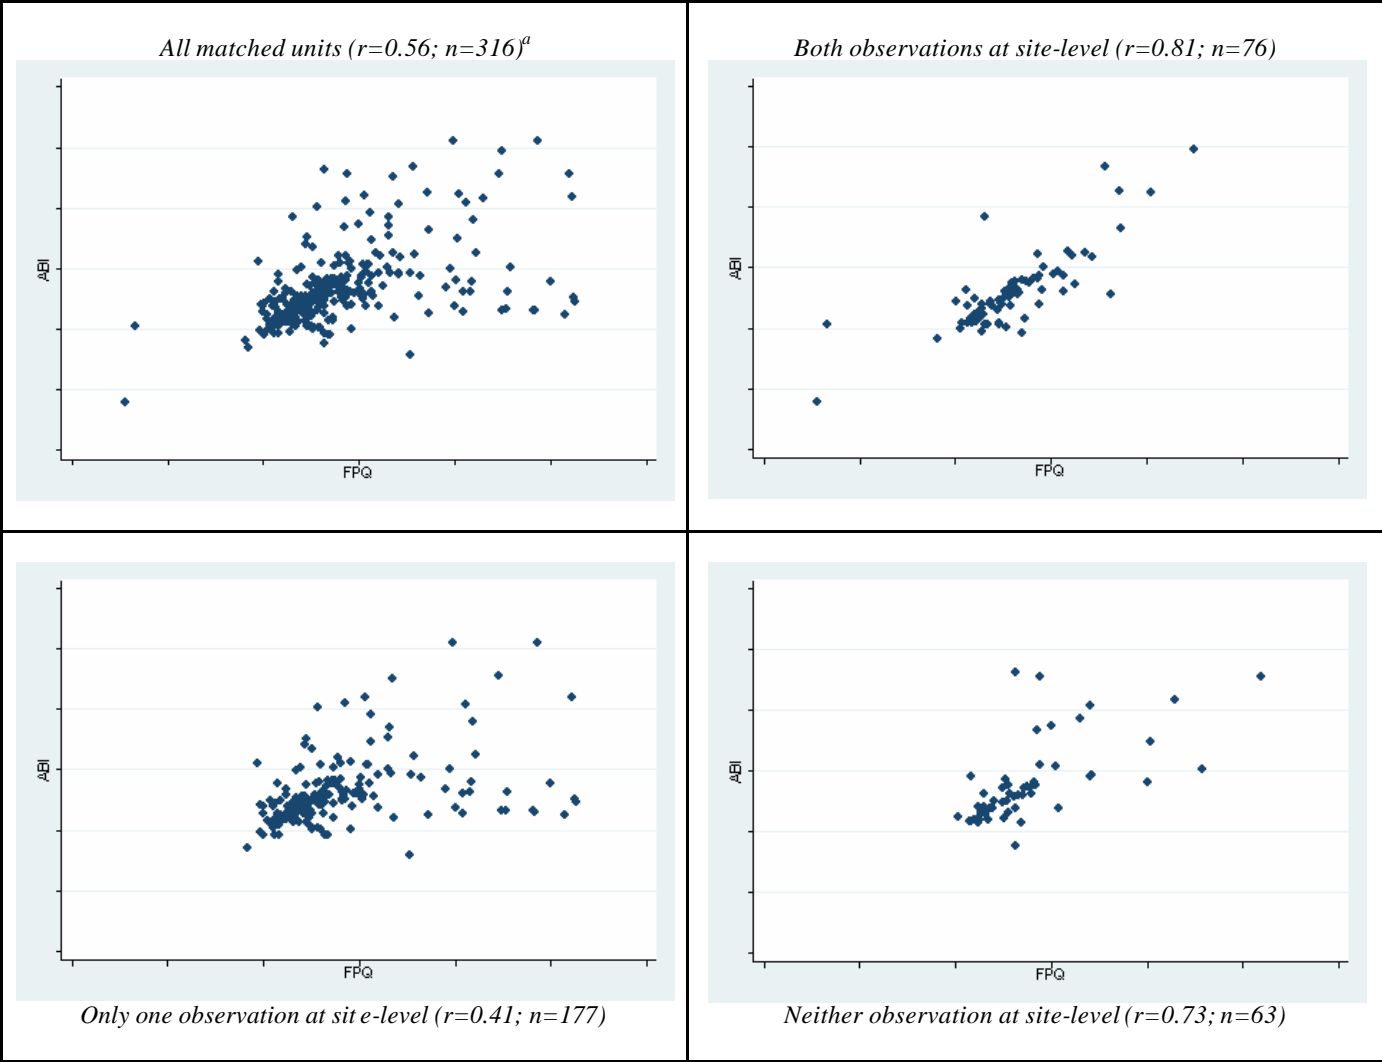 All matched units (r=0.56; n=316)a
ABI
FPQ
Both observations at site-level (r=0.81; n=76)
ABI
FPQ
ABI
FPQ
Only one observation at site-level (r=0.41; n=177)
ABI
FPQ
Neither observation at site-level (r=0.73; n=63)